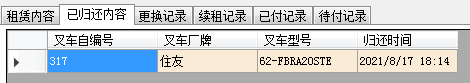 租赁内容 已归还内容 更换记录 续租记录 已付记录 待付记录
叉车自编号 叉车厂牌 叉车型号 归还时间
317 住友 62-FBRA20STE 2021/8/17 18:14